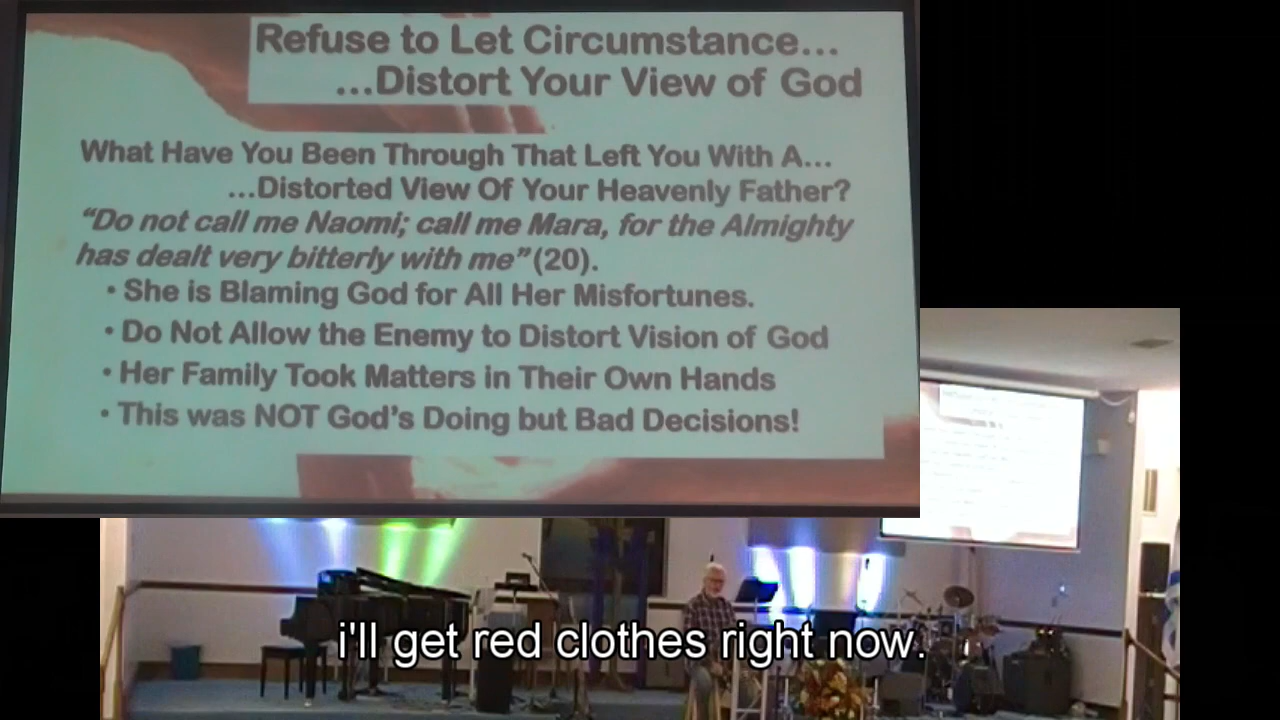 Refuse to Let Circumstance...
...Distort Your View of God
What Have You Been Through That Left You With A...
...Distorted View Of Your Heavenly Father?
“Do not call me Naomi; call me Mara, for the Almighty
has dealt very bitterly with me”(20).
• She is Blaming God for All Her Misfortunes.
• Do Not Allow the Enemy to Distort Vision of God
• Her Family Took Matters in Their Own Hands
• This was NOT God’s Doing but Bad Decisions!
i'll get red clothes right now.